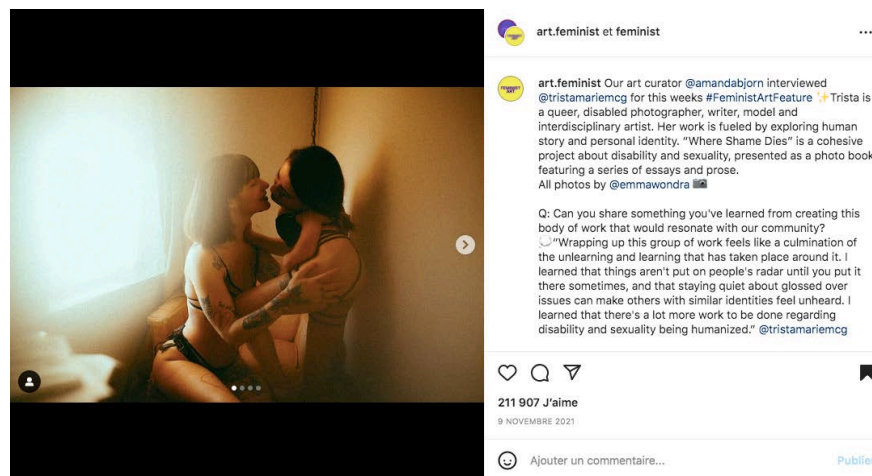 art.feminist et feminist
FEMINIST
ART
art.feminist Our art curator @amandabjorn interviewed
@tristamariemcg for this weeks #FeministArtFeature ✨Trista is
a queer, disabled photographer, writer, model and
interdisciplinary artist. Her work is fueled by exploring human
story and personal identity. “Where Shame Dies” is a cohesive
project about disability and sexuality, presented as a photo book
featuring a series of essays and prose.
All photos by @emmawondra 📷
Q: Can you share something you've learned from creating this
body of work that would resonate with our community?
💭“Wrapping up this group of work feels like a culmination of
the unlearning and learning that has taken place around it. I
learned that things aren't put on people's radar until you put it
there sometimes, and that staying quiet about glossed over
issues can make others with similar identities feel unheard. I
learned that there's a lot more work to be done regarding
disability and sexuality being humanized.” @tristamariemcg
211 907 J'aime
9 NOVEMBRE 2021
Ajouter un commentaire... Publier